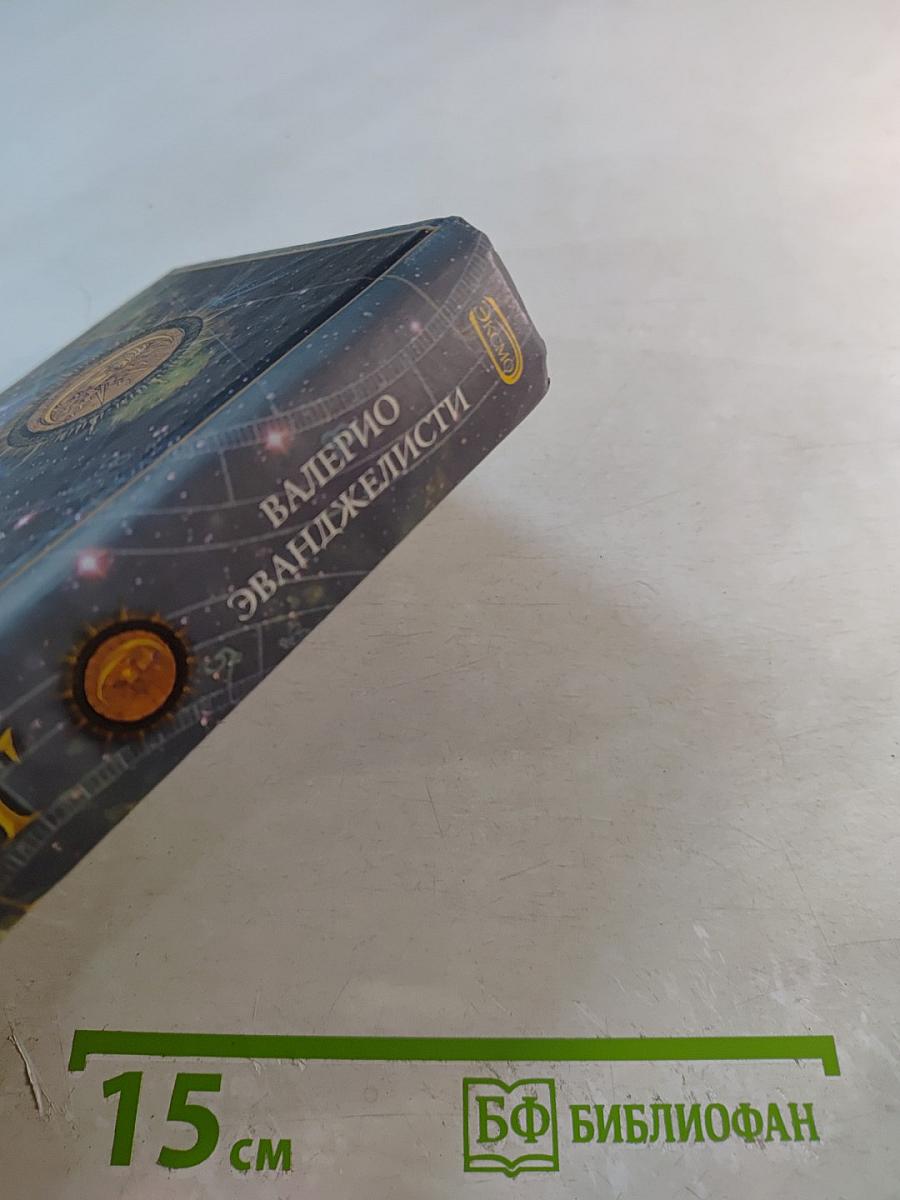 ЭКСМО
ВАЛЕРИО
ЭВАНДЖЕЛИСТИ
15 см
БФ БИБЛИОФАН